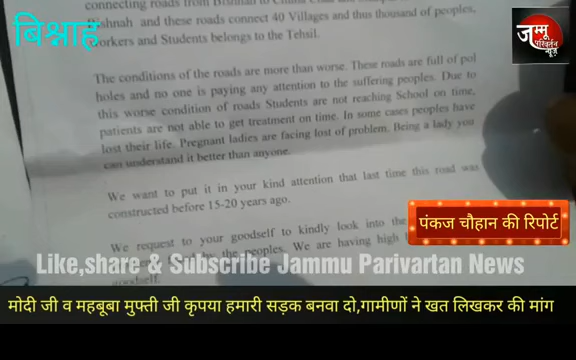 बिश्नाह
जम्मू
परिवर्तन
न्यूज़
connecting roads from Bishnah to
Bishnah and these roads connect 40 Villages and thus thousand of peoples,
Workers and Students belongs to the Tehsil.
The conditions of the roads are more than worse. These roads are full of pot
holes and no one is paying any attention to the suffering peoples. Due to
this worse condition of roads Students are not reaching School on time,
patients are not able to get treatment on time. In some cases peoples have
lost their life. Pregnant ladies are facing lost of problem. Being a lady you
can understand it better than anyone.
We want to put it in your kind attention that last time this road was
constructed before 15-20 years ago.
पंकज चौहान की रिपोर्ट
We request to your goodself to kindly look into the
by the peoples. We are having high
goodself.
Like,share & Subscribe Jammu Parivartan News
मोदी जी व महबूबा मुफ्ती जी कृपया हमारी सड़क बनवा दो,गामीणों ने खत लिखकर की मांग